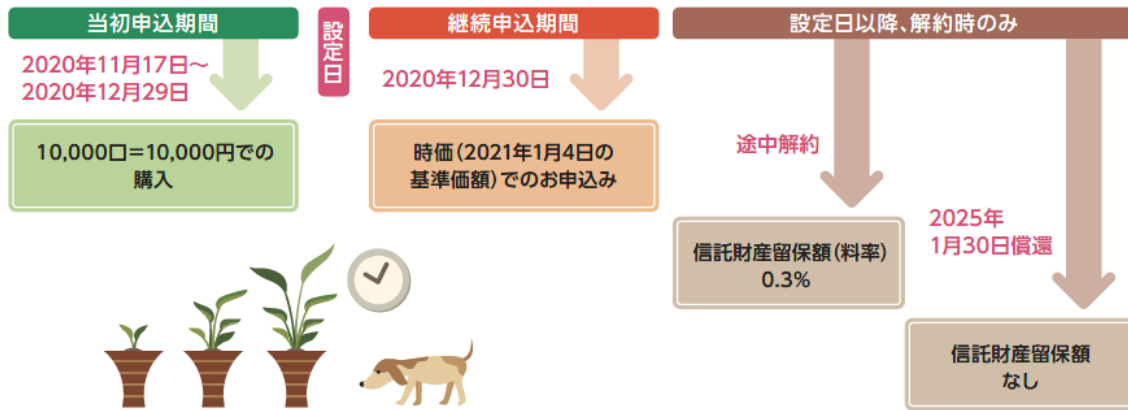 当初申込期間
2020年11月17日～
2020年12月29日
10,000口=10,000円での
購入
設定日
継続申込期間
2020年12月30日
時価(2021年1月4日の
基準価額)でのお申込み
設定日以降、解約時のみ
途中解約
信託財産留保額(料率)
0.3%
2025年
1月30日償還
信託財産留保額
なし